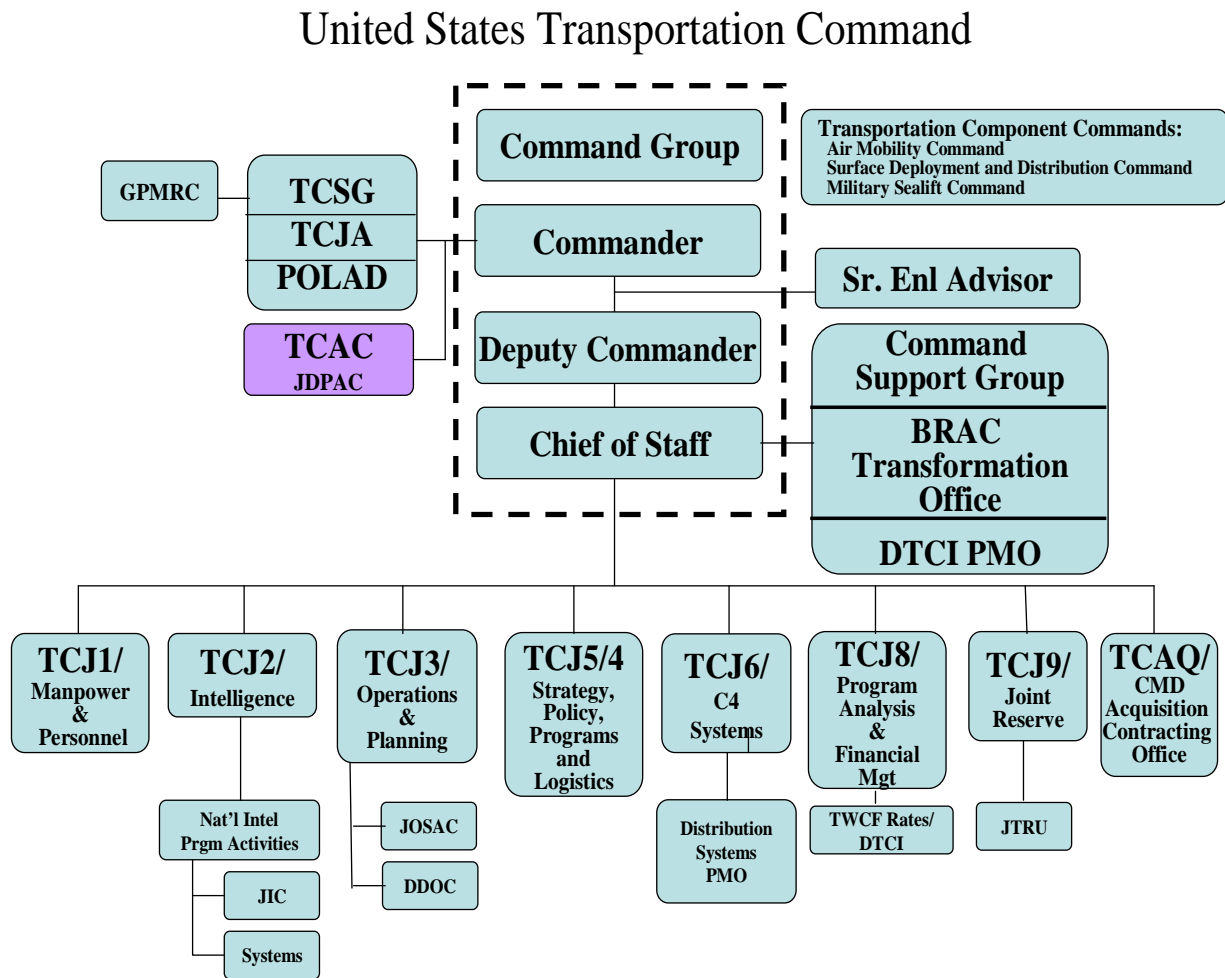 United States Transportation Command
Command Group
Transportation Component Commands:
Air Mobility Command
Surface Deployment and Distribution Command
Military Sealift Command
GPMRC
TCSG
TCJA
POLAD
Commander
Sr. Enl Advisor
TCAC
JDPAC
Deputy Commander
Command
Support Group
BRAC
Transformation
Office
DTCI PMO
Chief of Staff
TCJ1/
Manpower
&
Personnel
TCJ2/
Intelligence
TCJ3/
Operations
&
Planning
TCJ5/4
Strategy,
Policy,
Programs
and
Logistics
TCJ6/
C4
Systems
TCJ8/
Program
Analysis
&
Financial
Mgt
TCJ9/
Joint
Reserve
TCAQ/
CMD
Acquisition
Contracting
Office
Nat’l Intel
Prgm Activities
JIC
Systems
JOSAC
DDOC
Distribution
Systems
PMO
TWCF Rates/
DTCI
JTRU